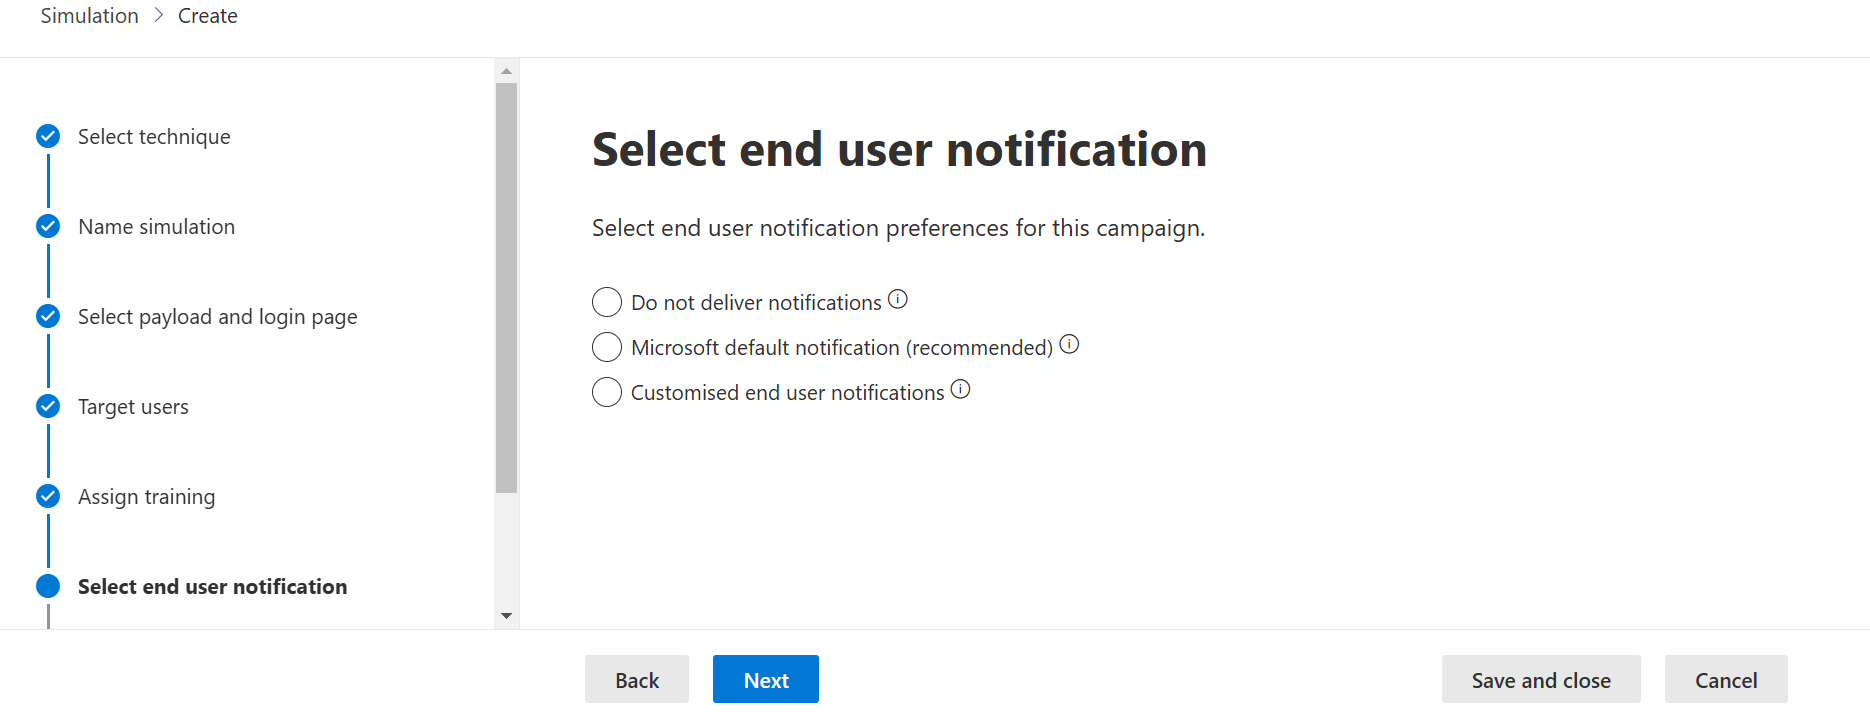 Simulation > Create
Select technique
Name simulation
Select payload and login page
Target users
Assign training
Select end user notification
Select end user notification
Select end user notification preferences for this campaign.
Do not deliver notifications
Microsoft default notification (recommended)
Customised end user notifications
Back
Next
Save and close
Cancel